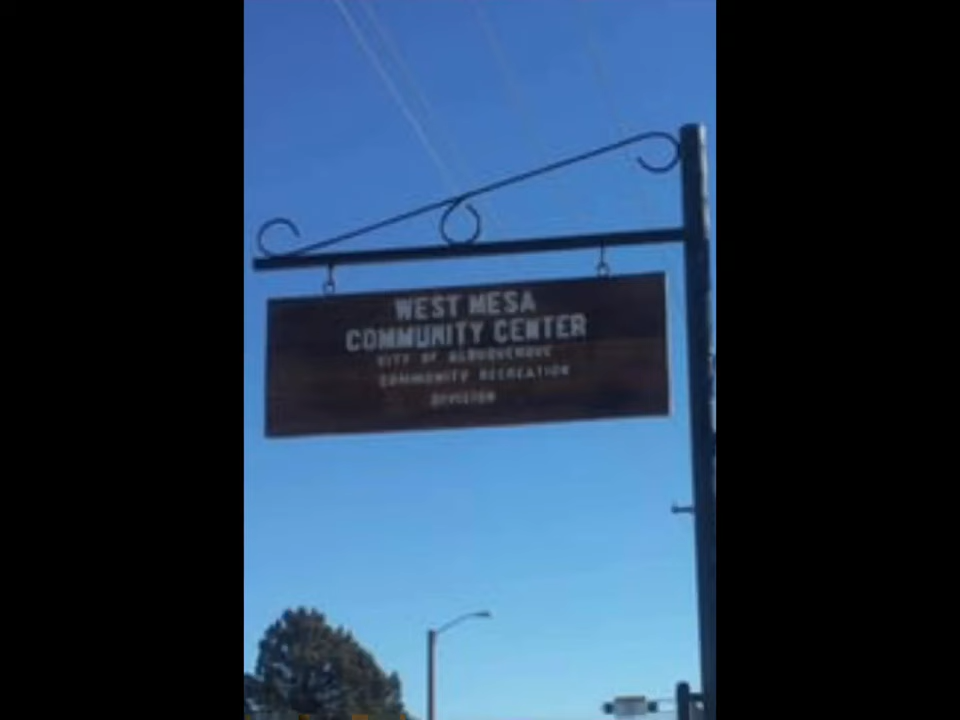 WEST MESA
COMMUNITY CENTER
CITY OF ALBUQUERQUE
COMMUNITY RECREATION
DIVISION